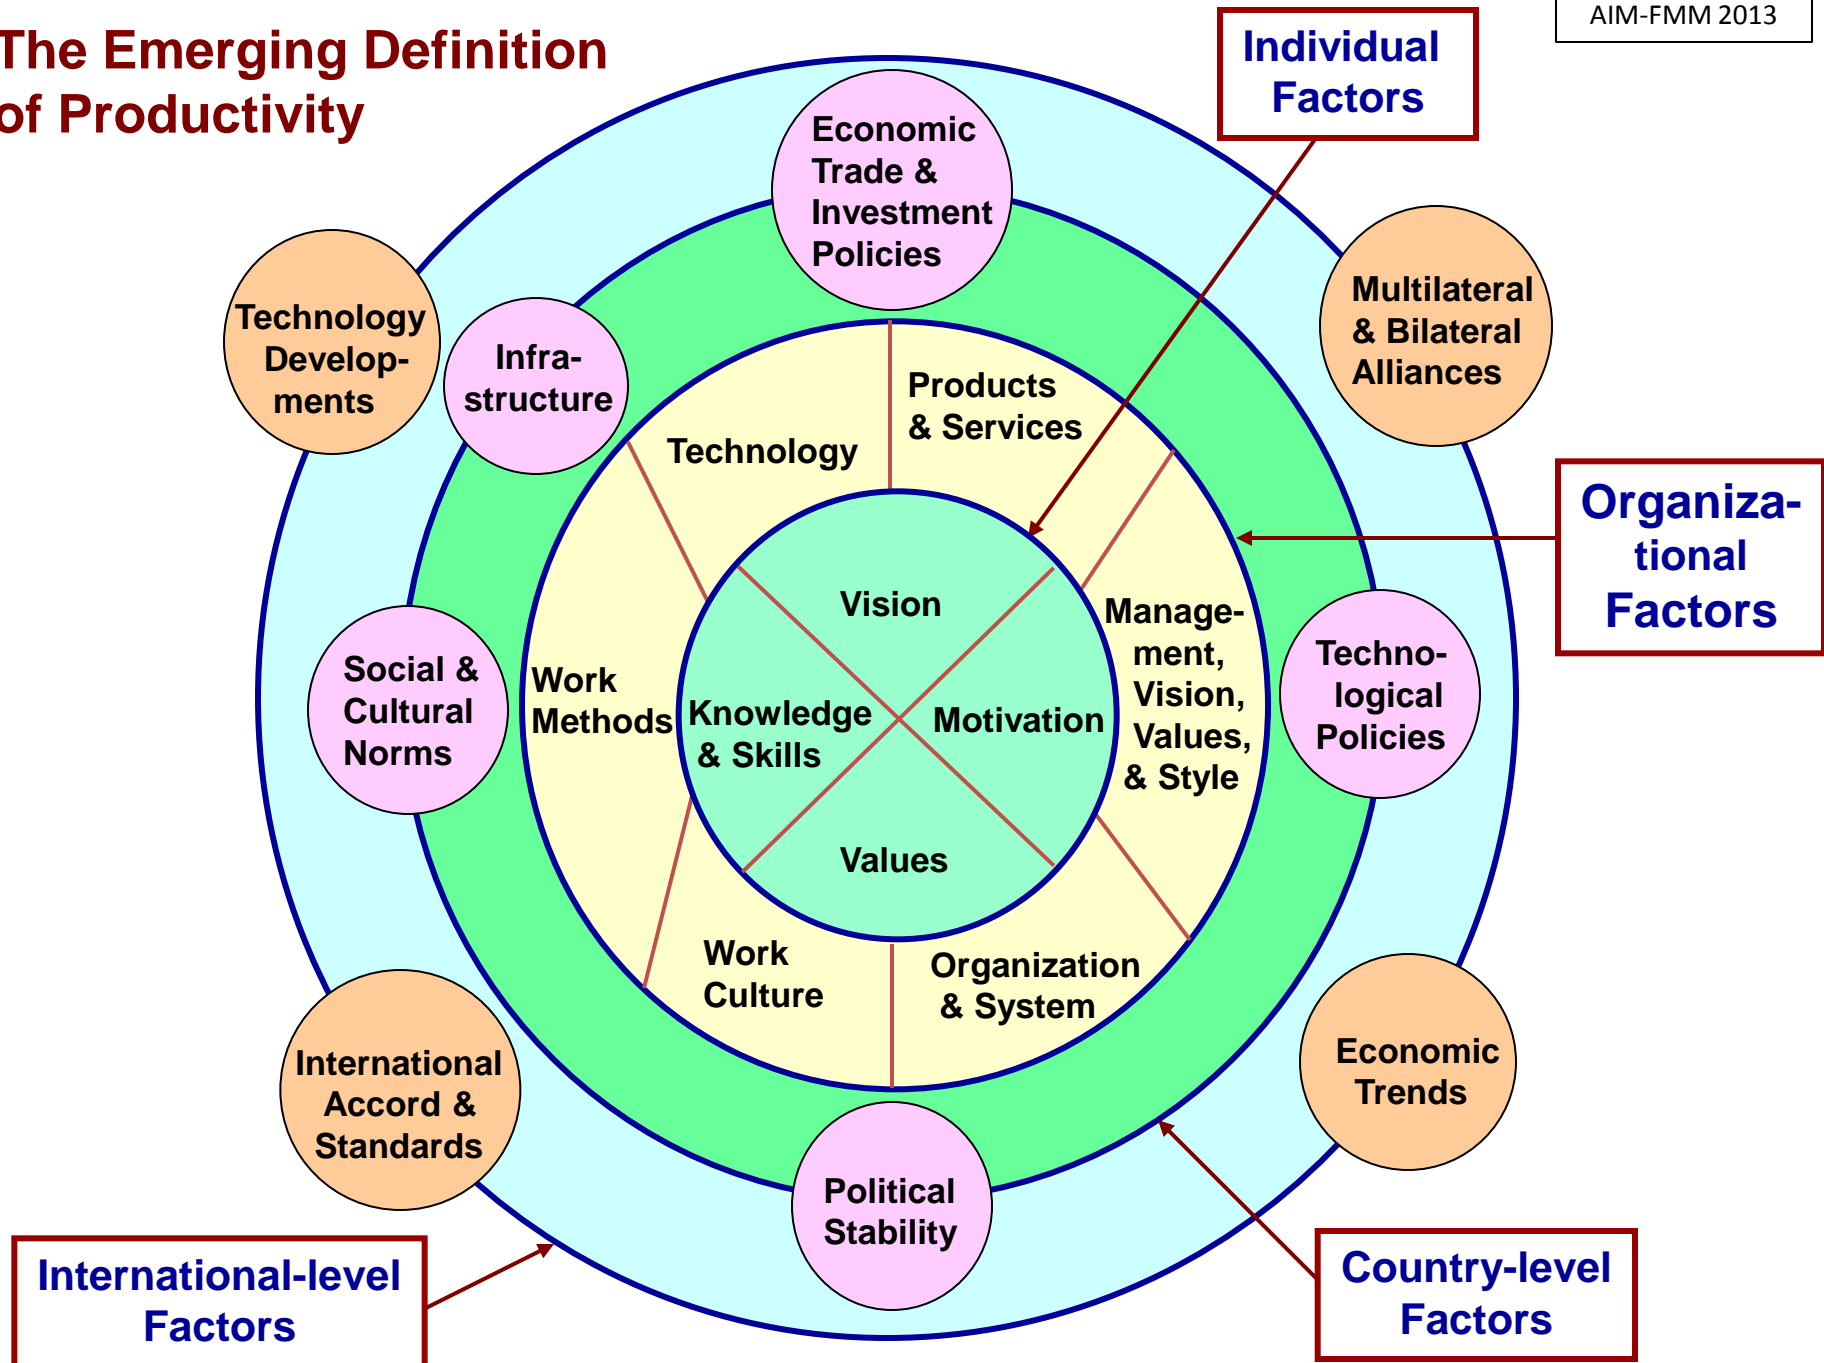 The Emerging Definition
of Productivity
AIM-FMM 2013
Individual
Factors
Economic
Trade &
Investment
Policies
Technology
Develop-
ments
Infra-
structure
Multilateral
& Bilateral
Alliances
Products
& Services
Technology
Organiza-
tional
Factors
Vision
Manage-
ment,
Vision,
Values,
& Style
Social &
Cultural
Norms
Work
Methods
Knowledge
& Skills
Motivation
Techno-
logical
Policies
Values
Work
Culture
Organization
& System
International
Accord &
Standards
Economic
Trends
Political
Stability
International-level
Factors
Country-level
Factors